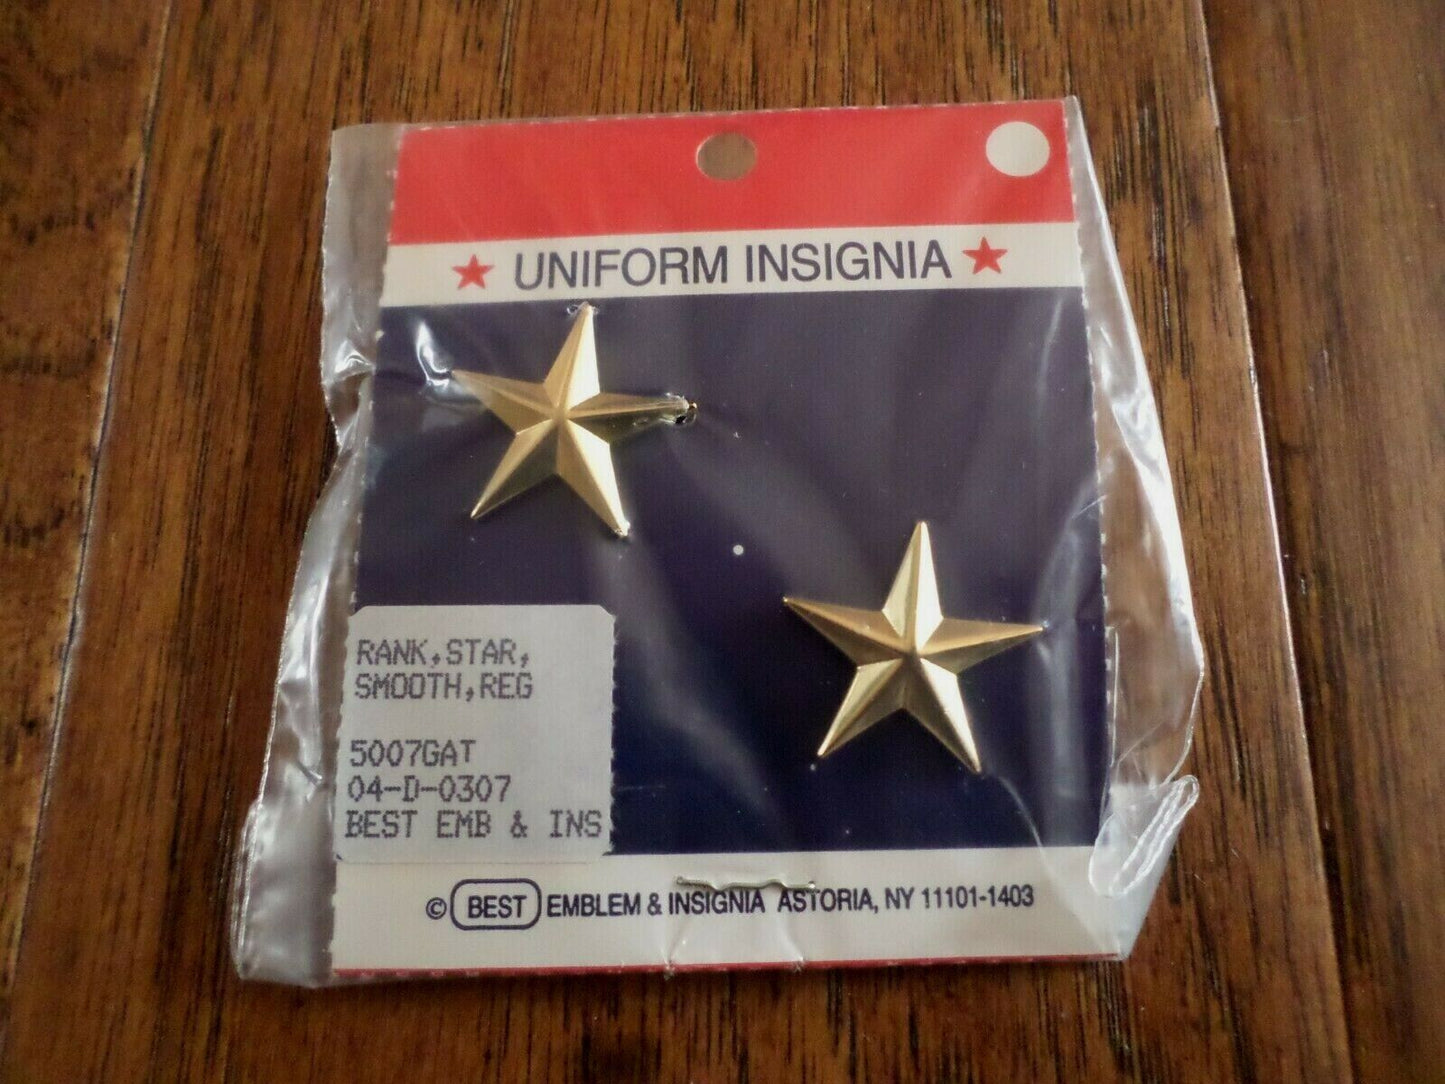 UNIFORM INSIGNIA
RANK,STAR,
SMOOTH,REG
5007GAT
04-D-0307
BEST EMB & INS
© BEST EMBLEM & INSIGNIA ASTORIA, NY 11101-1403